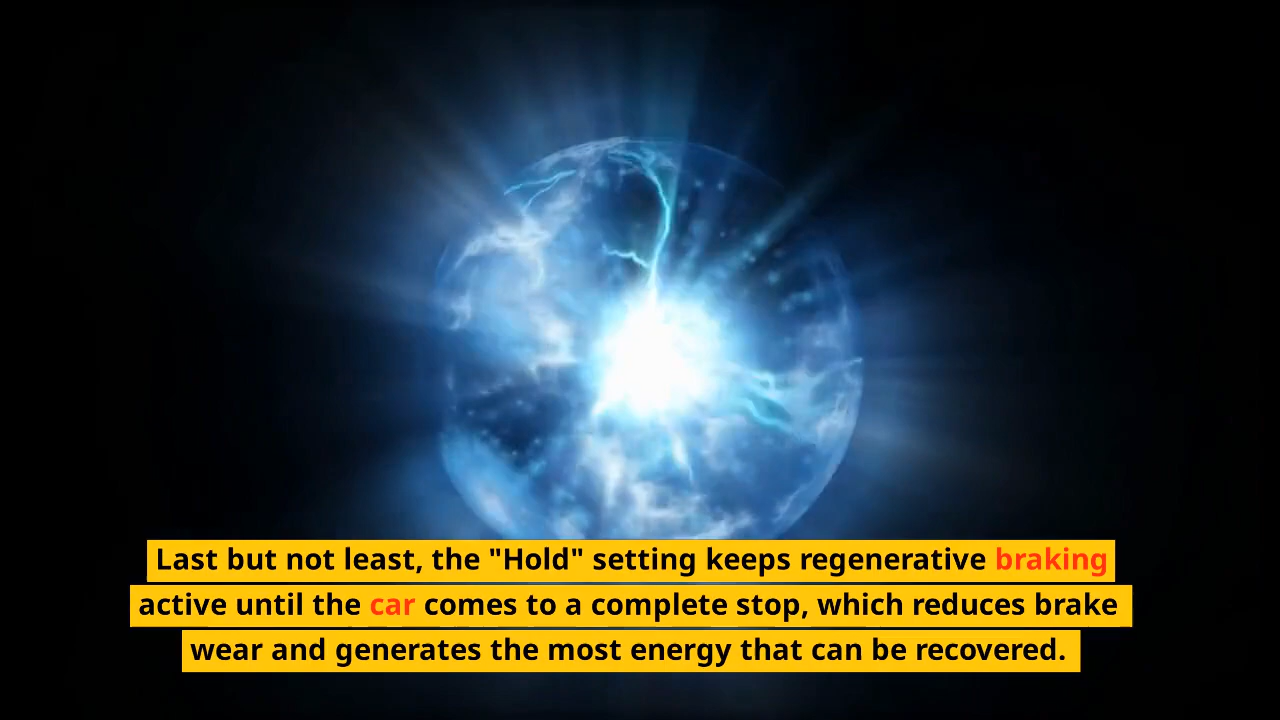 Last but not least, the "Hold" setting keeps regenerative braking
active until the car comes to a complete stop, which reduces brake
wear and generates the most energy that can be recovered.